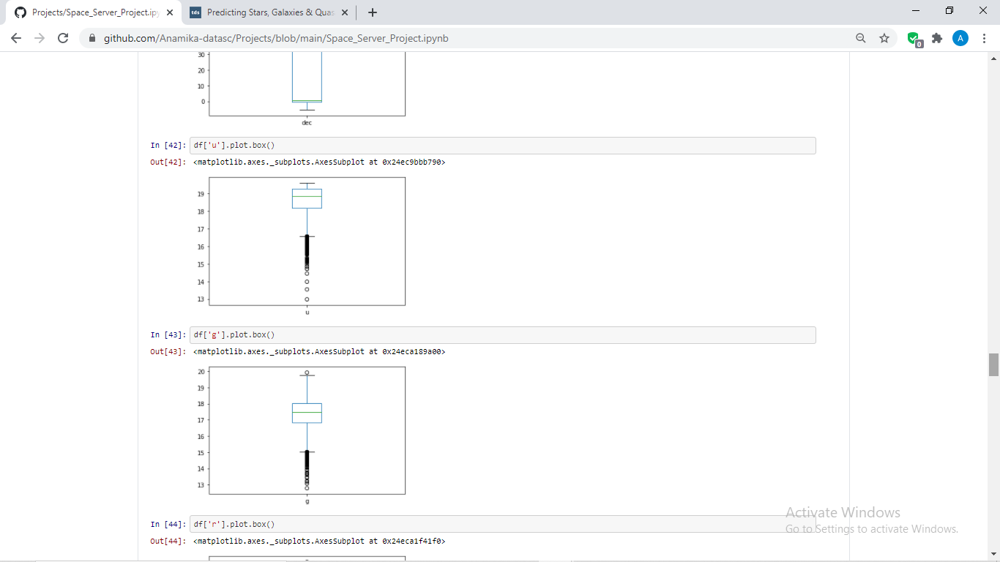 Projects/Space_Server_Project.ip
tds Predicting Stars, Galaxies & Quas
github.com/Anamika-datasc/Projects/blob/main/Space_Server_Project.ipynb
0
A
30
20
10
0
dec
In [42]: df['u'].plot.box()
Out[42]: <matplotlib.axes._subplots.AxesSubplot at 0x24ec9bbb790>
19
18
17
16
15
14
13
u
In [43]: df['g'].plot.box()
Out[43]: <matplotlib.axes._subplots.AxesSubplot at 0x24eca189a00>
20
19
18
17
16
15
14
13
g
In [44]: df['r'].plot.box()
Out[44]: <matplotlib.axes._subplots.AxesSubplot at 0x24eca1f41f0>
Activate Windows
Go to Settings to activate Windows.